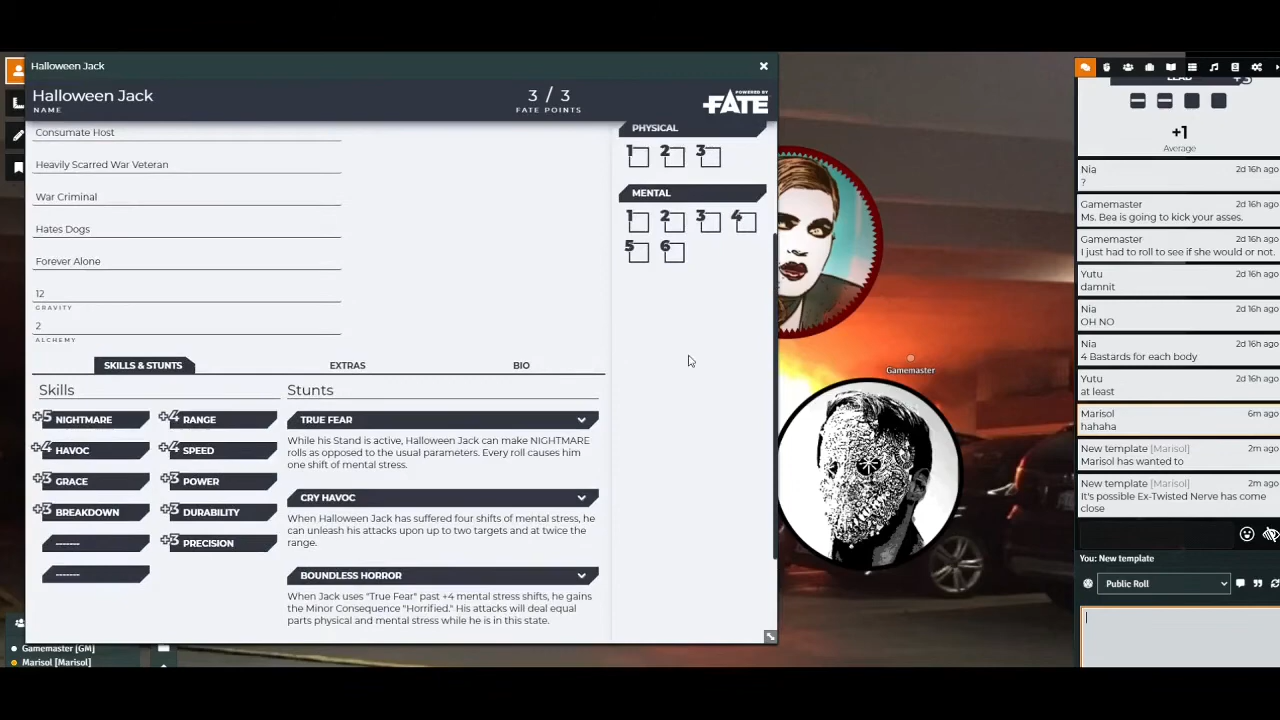 Halloween Jack
Halloween Jack
NAME
3 / 3
FATE POINTS
POWERED BY
FATE
Consumate Host
Heavily Scarred War Veteran
War Criminal
Hates Dogs
Forever Alone
12
GRAVITY
2
ALCHEMY
PHYSICAL
1 2 3
MENTAL
1 2 3 4
5 6
SKILLS & STUNTS
EXTRAS
BIO
Skills
+5 NIGHTMARE
+4 RANGE
+4 HAVOC
+4 SPEED
+3 GRACE
+3 POWER
+3 BREAKDOWN
+3 DURABILITY
-------
+3 PRECISION
-------
Stunts
TRUE FEAR
While his Stand is active, Halloween Jack can make NIGHTMARE
rolls as opposed to the usual parameters. Every roll causes him
one shift of mental stress.
CRY HAVOC
When Halloween Jack has suffered four shifts of mental stress, he
can unleash his attacks upon up to two targets and at twice the
range.
BOUNDLESS HORROR
When Jack uses "True Fear" past +4 mental stress shifts, he gains
the Minor Consequence "Horrified." His attacks will deal equal
parts physical and mental stress while he is in this state.
Gamemaster [GM]
Marisol [Marisol]
Gamemaster
LEAD +3
+1
Average
Nia 2d 16h ago
?
Gamemaster 2d 16h ago
Ms. Bea is going to kick your asses.
Gamemaster 2d 16h ago
I just had to roll to see if she would or not.
Yutu 2d 16h ago
damnit
Nia 2d 16h ago
OH NO
Nia 2d 16h ago
4 Bastards for each body
Yutu 2d 16h ago
at least
Marisol 6m ago
hahaha
New template [Marisol] 2m ago
Marisol has wanted to
New template [Marisol] 2m ago
It's possible Ex-Twisted Nerve has come
close
You: New template
Public Roll